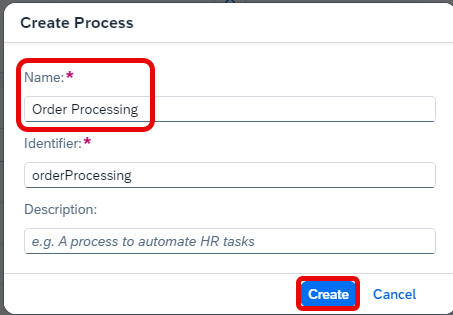 Create Process
Name:*
Order Processing
Identifier:*
orderProcessing
Description:
e.g. A process to automate HR tasks
Create Cancel